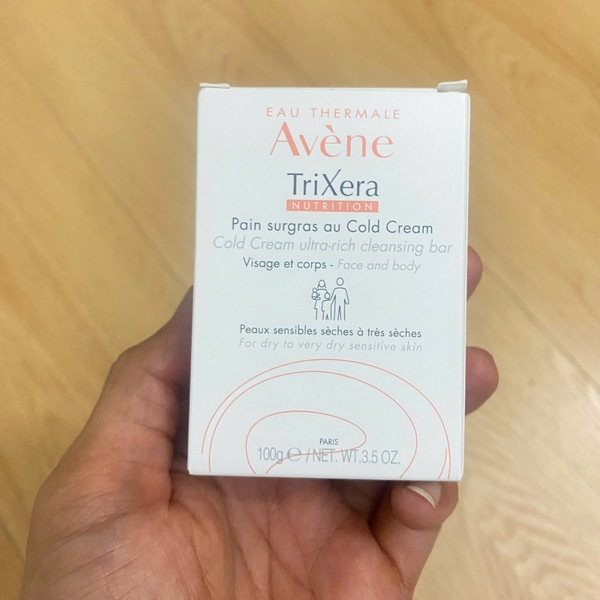 EAU THERMALE
Avène
TriXera
NUTRITION
Pain surgras au Cold Cream
Cold Cream ultra-rich cleansing bar
Visage et corps - Face and body
Peaux sensibles sèches à très sèches
For dry to very dry sensitive skin
PARIS
100g ℮ / NET. WT.3.5 OZ.